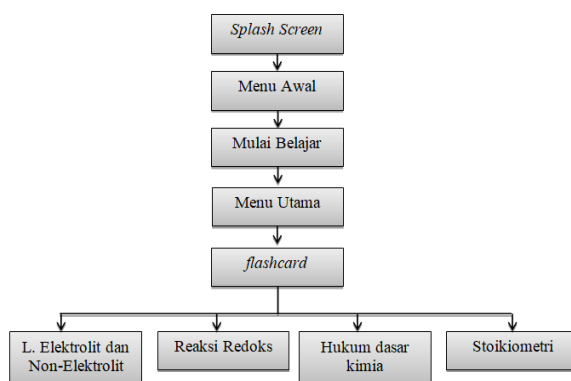 Splash Screen
Menu Awal
Mulai Belajar
Menu Utama
flashcard
L. Elektrolit dan
Non-Elektrolit
Reaksi Redoks
Hukum dasar
kimia
Stoikiometri